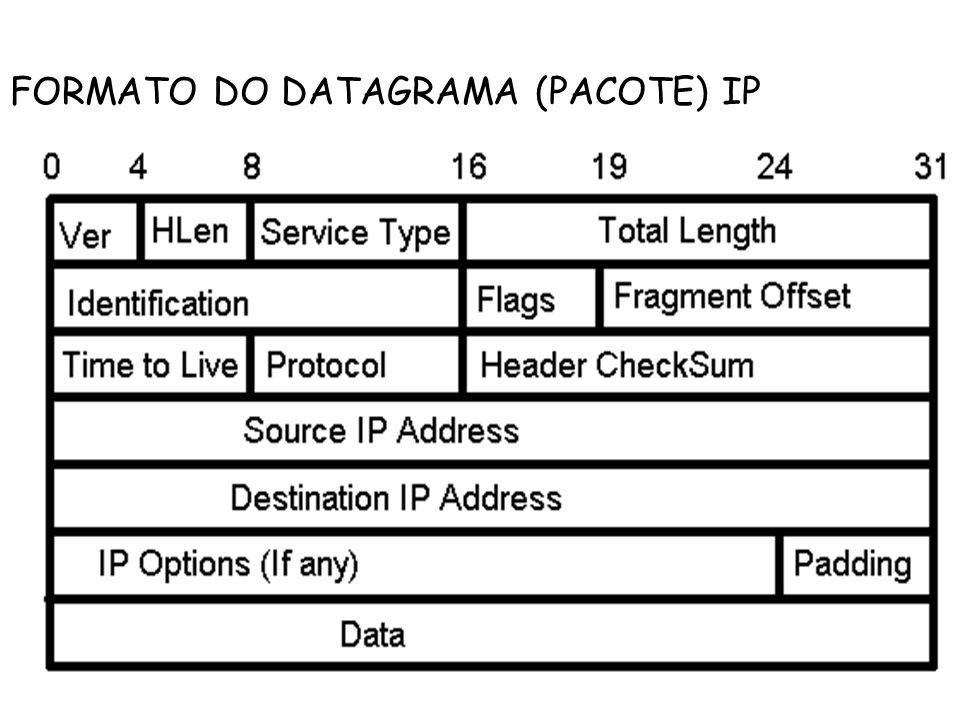 FORMATO DO DATAGRAMA (PACOTE) IP
0 4 8 16 19 24 31
Ver HLen Service Type Total Length
Identification Flags Fragment Offset
Time to Live Protocol Header CheckSum
Source IP Address
Destination IP Address
IP Options (If any) Padding
Data